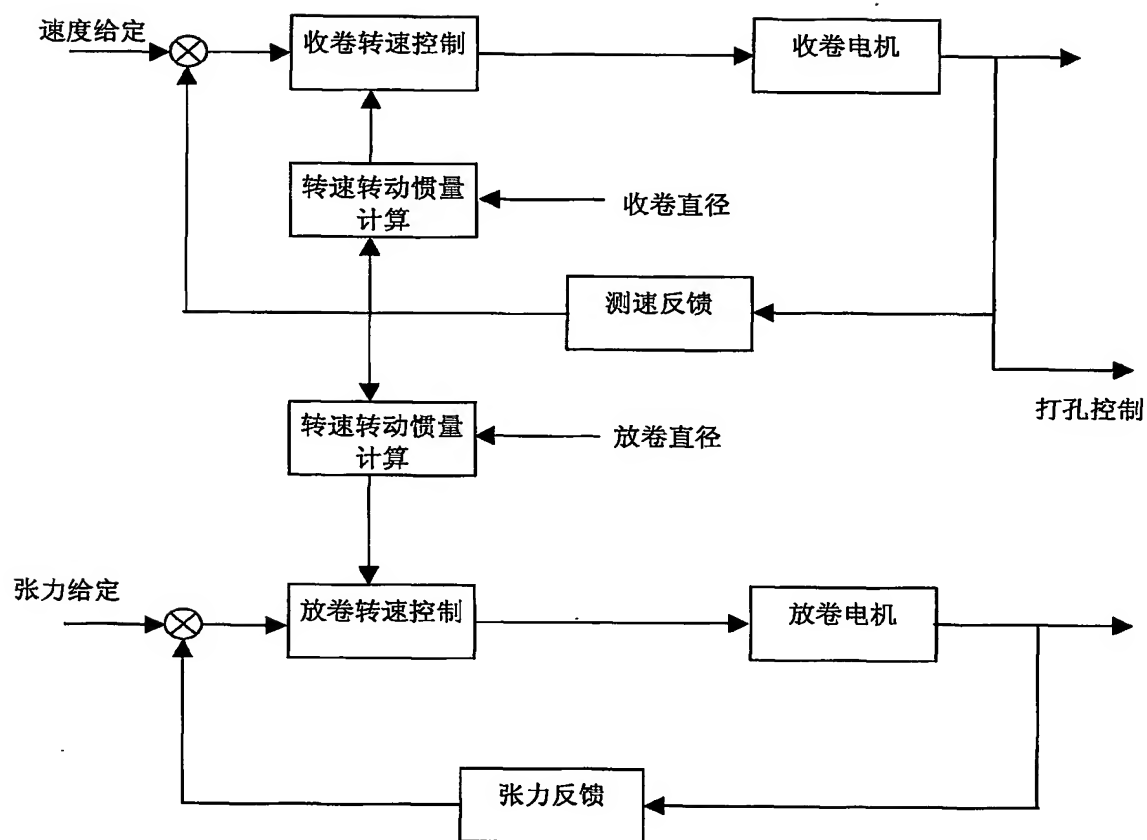 速度给定
收卷转速控制
收卷电机
转速转动惯量
计算
收卷直径
测速反馈
打孔控制
转速转动惯量
计算
放卷直径
张力给定
放卷转速控制
放卷电机
张力反馈